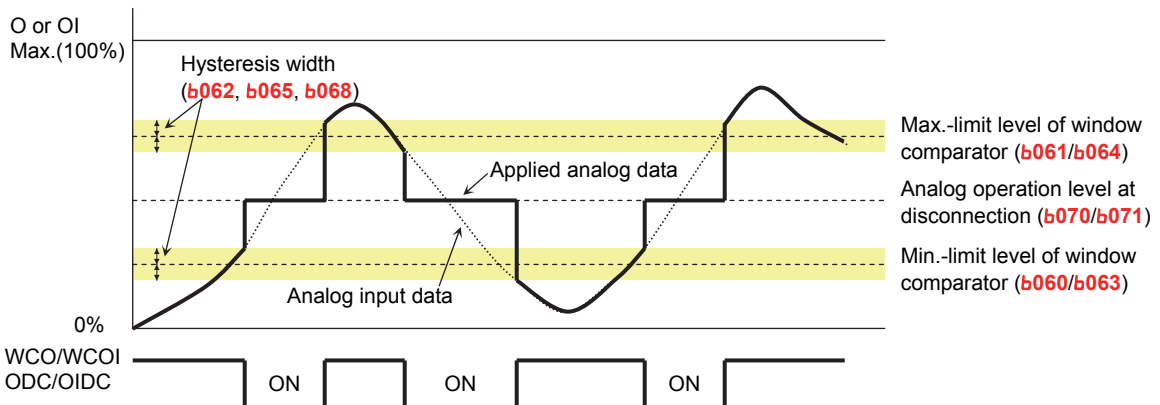 O or OI
Max.(100%)
Hysteresis width
(b062, b065, b068)
Applied analog data
Analog input data
Max.-limit level of window
comparator (b061/b064)
Analog operation level at
disconnection (b070/b071)
Min.-limit level of window
comparator (b060/b063)
0%
WCO/WCOI
ODC/OIDC
ON
ON
ON